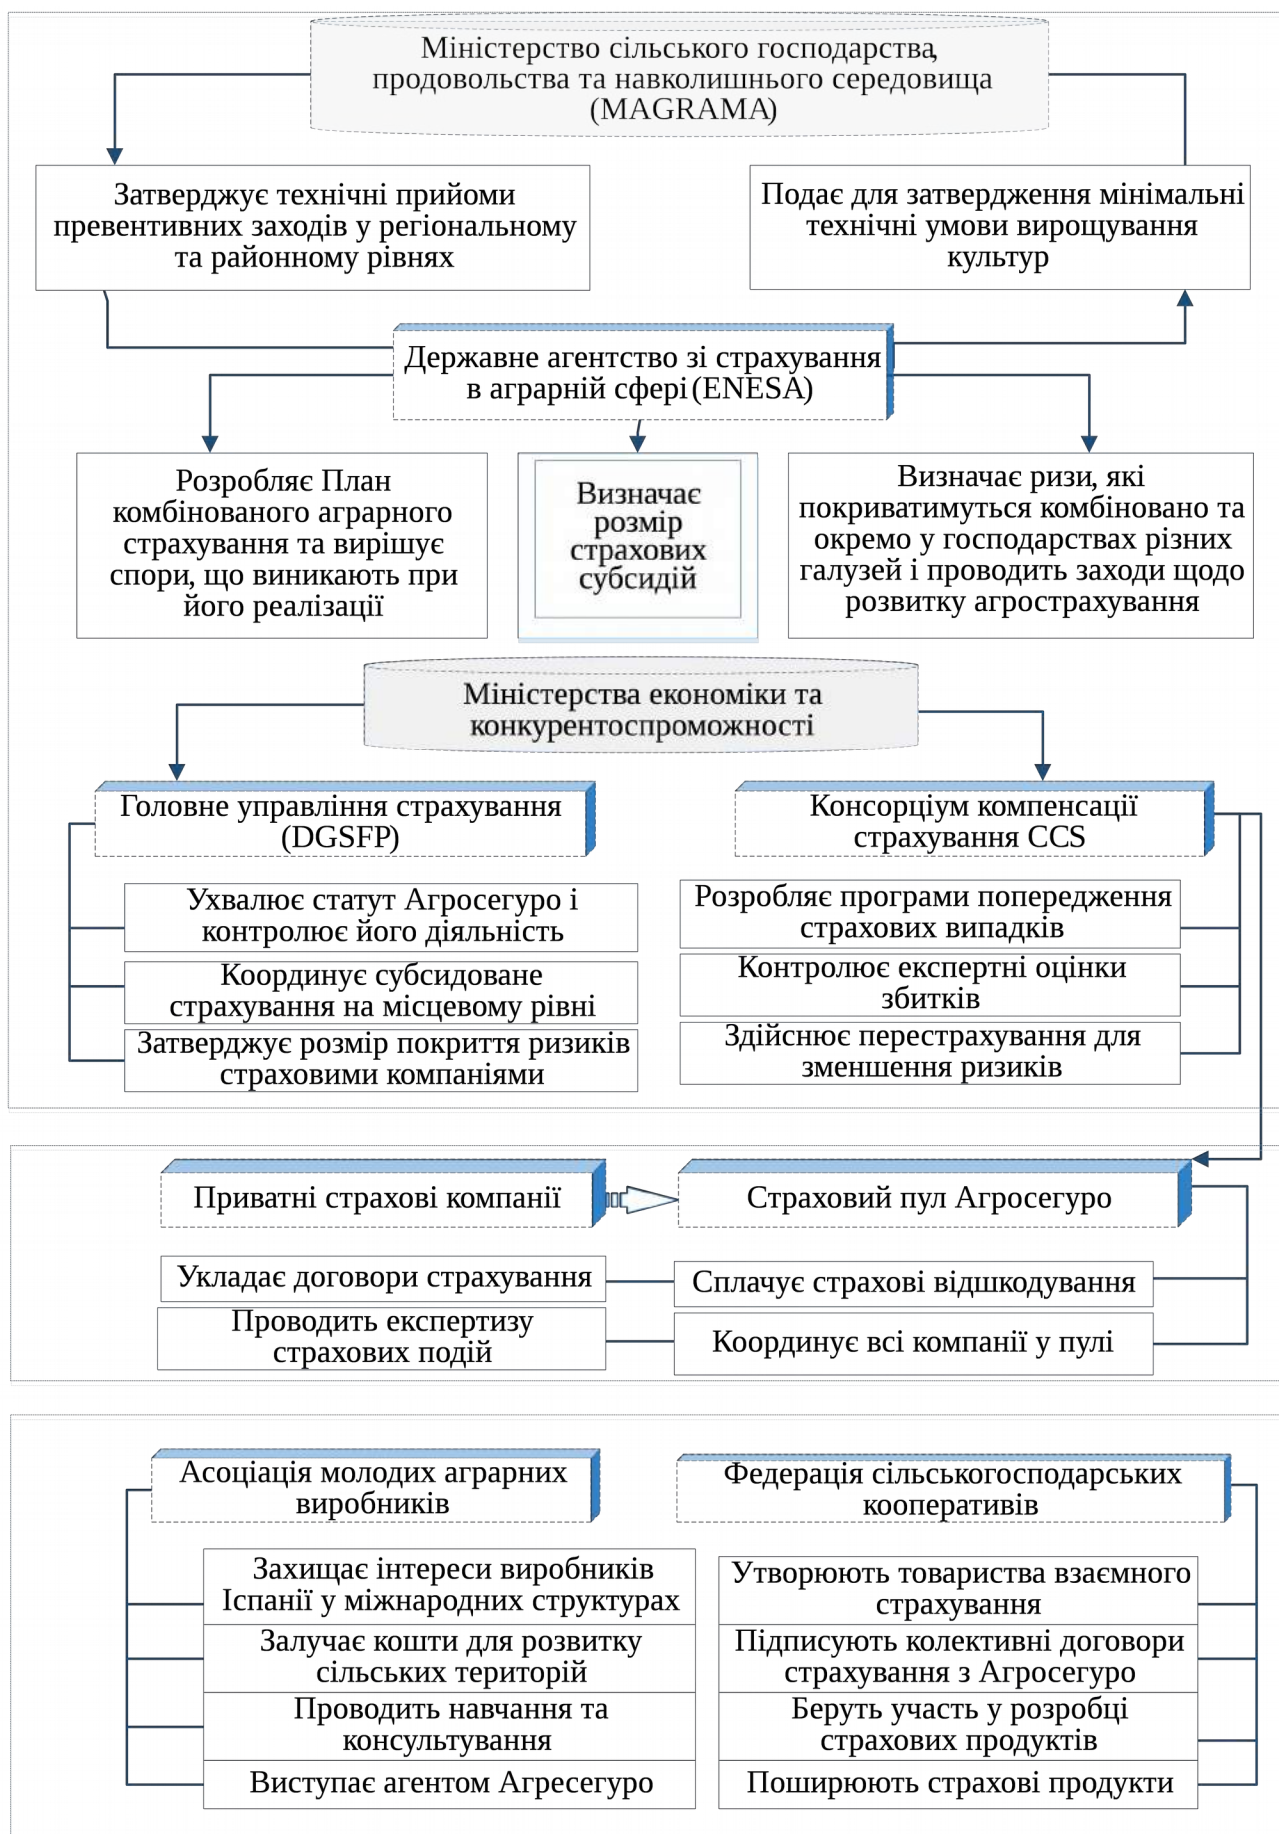 Міністерство сільського господарства,
продовольства та навколишнього середовища
(MAGRAMA)
Затверджує технічні прийоми
превентивних заходів у регіональному
та районному рівнях
Подає для затвердження мінімальні
технічні умови вирощування
культур
Державне агентство зі страхування
в аграрній сфері (ENESA)
Розробляє План
комбінованого аграрного
страхування та вирішує
спори, що виникають при
його реалізації
Визначає
розмір
страхових
субсидій
Визначає ризи, які
покриватимуться комбіновано та
окремо у господарствах різних
галузей і проводить заходи щодо
розвитку агрострахування
Міністерства економіки та
конкурентоспроможності
Головне управління страхування
(DGSFP)
Ухвалює статут Агросегуро і
контролює його діяльність
Координує субсидоване
страхування на місцевому рівні
Затверджує розмір покриття ризиків
страховими компаніями
Консорціум компенсації
страхування CCS
Розробляє програми попередження
страхових випадків
Контролює експертні оцінки
збитків
Здійснює перестрахування для
зменшення ризиків
Приватні страхові компанії
Страховий пул Агросегуро
Укладає договори страхування
Сплачує страхові відшкодування
Проводить експертизу
страхових подій
Координує всі компанії у пулі
Асоціація молодих аграрних
виробників
Захищає інтереси виробників
Іспанії у міжнародних структурах
Залучає кошти для розвитку
сільських територій
Проводить навчання та
консультування
Виступає агентом Агресегуро
Федерація сільськогосподарських
кооперативів
Утворюють товариства взаємного
страхування
Підписують колективні договори
страхування з Агросегуро
Беруть участь у розробці
страхових продуктів
Поширюють страхові продукти